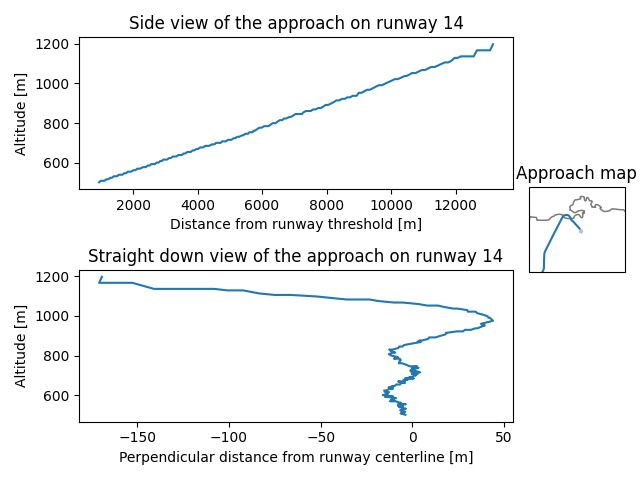 Side view of the approach on runway 14
1200
1000
800
600
Altitude [m]
2000 4000 6000 8000 10000 12000
Distance from runway threshold [m]
Approach map
Straight down view of the approach on runway 14
1200
1000
800
600
Altitude [m]
−150 −100 −50 0 50
Perpendicular distance from runway centerline [m]